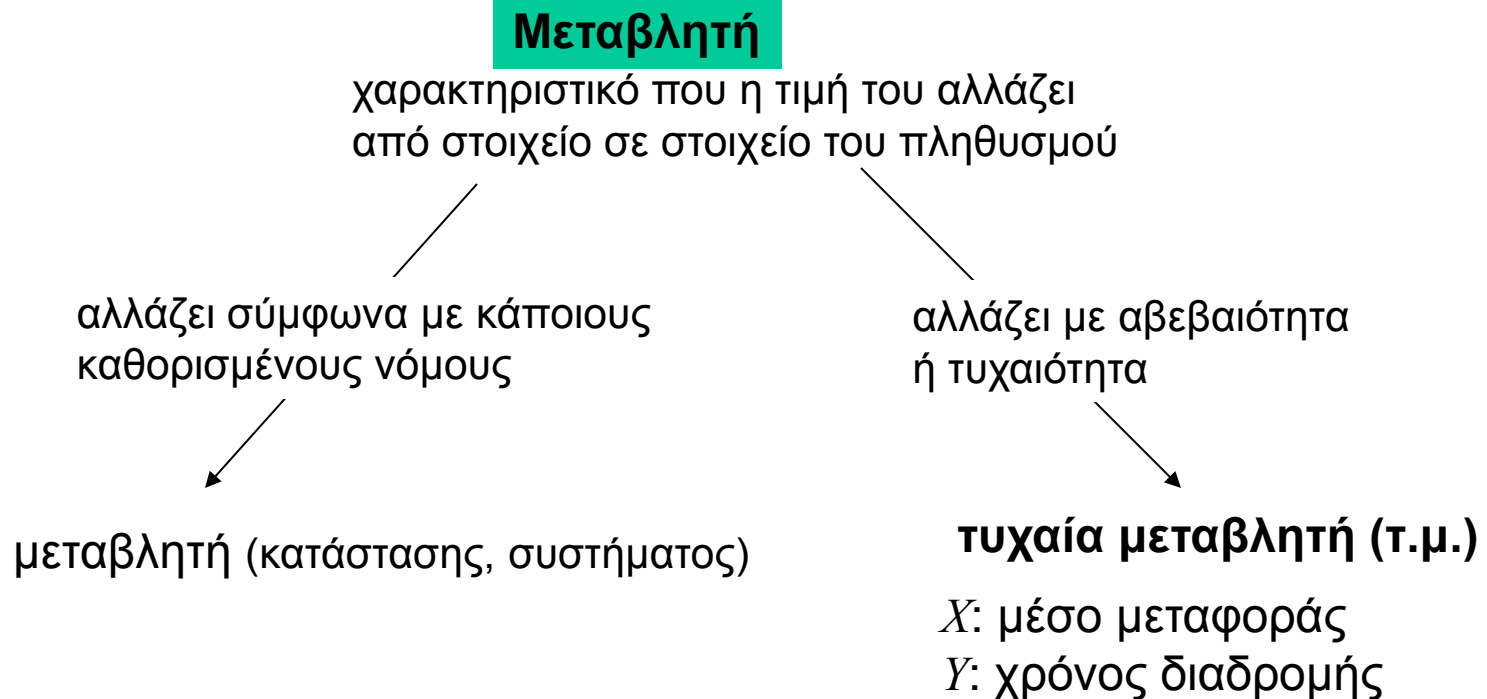 Μεταβλητή
χαρακτηριστικό που η τιμή του αλλάζει
από στοιχείο σε στοιχείο του πληθυσμού
αλλάζει σύμφωνα με κάποιους
καθορισμένους νόμους
μεταβλητή (κατάστασης, συστήματος)
αλλάζει με αβεβαιότητα
ή τυχαιότητα
τυχαία μεταβλητή (τ.μ.)
X: μέσο μεταφοράς
Y: χρόνος διαδρομής